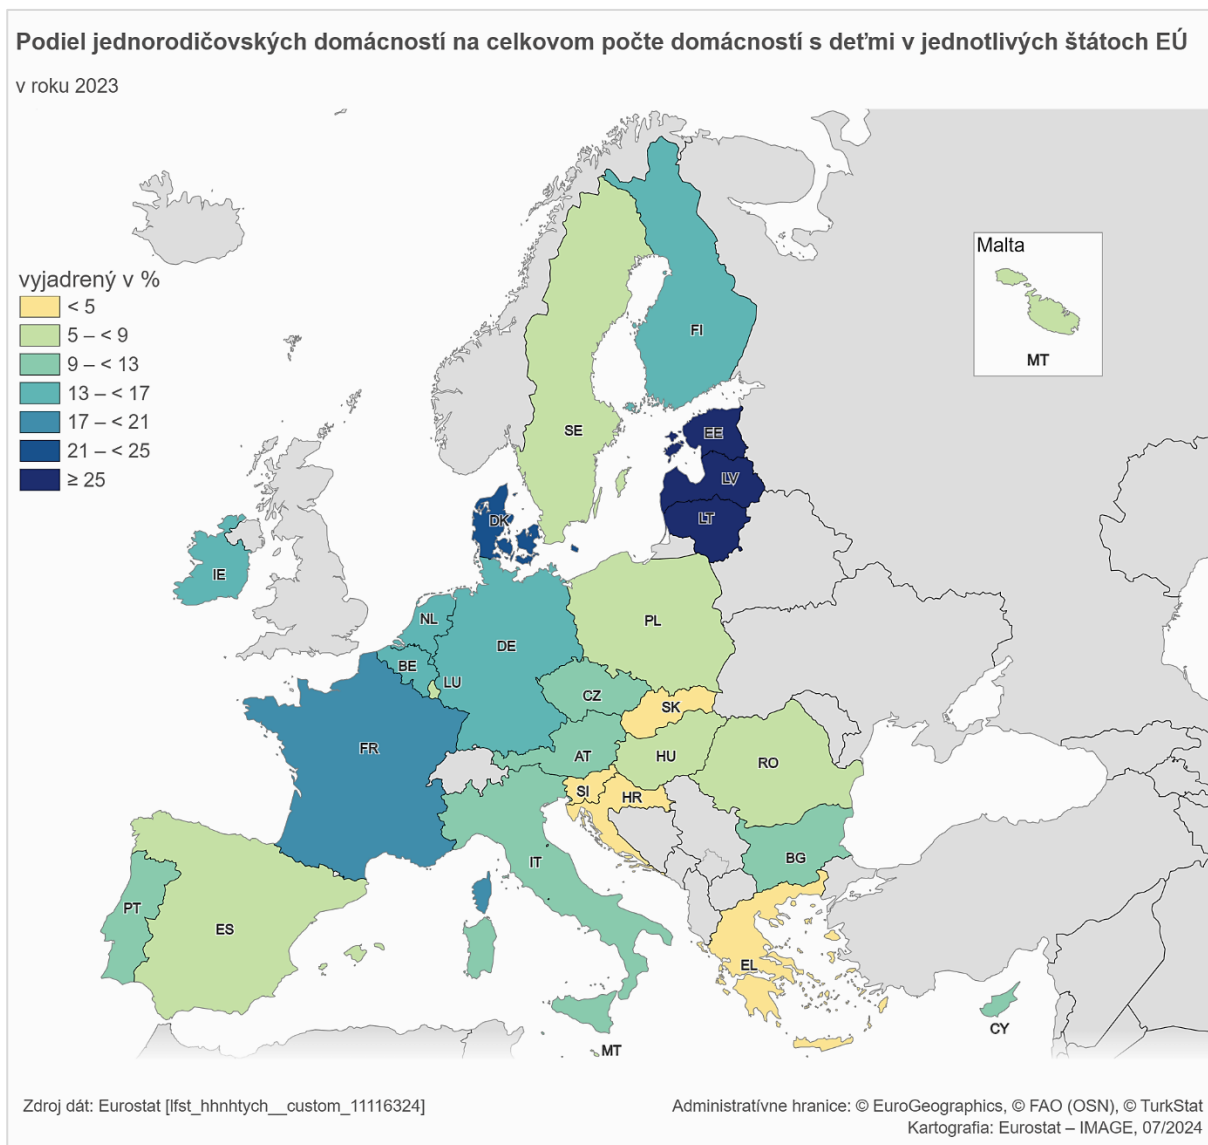 Podiel jednorodičovských domácností na celkovom počte domácností s deťmi v jednotlivých štátoch EÚ
v roku 2023
Malta
MT
vyjadrený v %
< 5
5 – < 9
9 – < 13
13 – < 17
17 – < 21
21 – < 25
≥ 25
FI
SE
EE
LV
LT
DK
IE
NL
PL
DE
BE
LU
CZ
SK
FR
AT
HU
RO
SI
HR
BG
IT
PT
ES
EL
CY
MT
Zdroj dát: Eurostat [lfst_hhnhtych__custom_11116324]
Administratívne hranice: © EuroGeographics, © FAO (OSN), © TurkStat
Kartografia: Eurostat – IMAGE, 07/2024